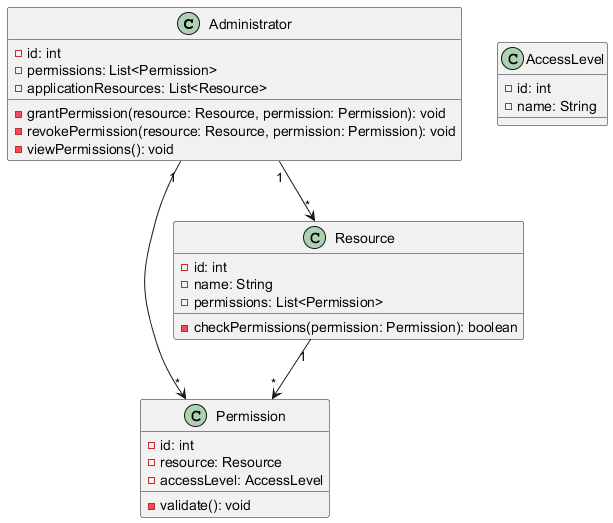 C Administrator
id: int
permissions: List<Permission>
applicationResources: List<Resource>
grantPermission(resource: Resource, permission: Permission): void
revokePermission(resource: Resource, permission: Permission): void
viewPermissions(): void
C AccessLevel
id: int
name: String
1
1
*
C Resource
id: int
name: String
permissions: List<Permission>
checkPermissions(permission: Permission): boolean
1
*
*
C Permission
id: int
resource: Resource
accessLevel: AccessLevel
validate(): void